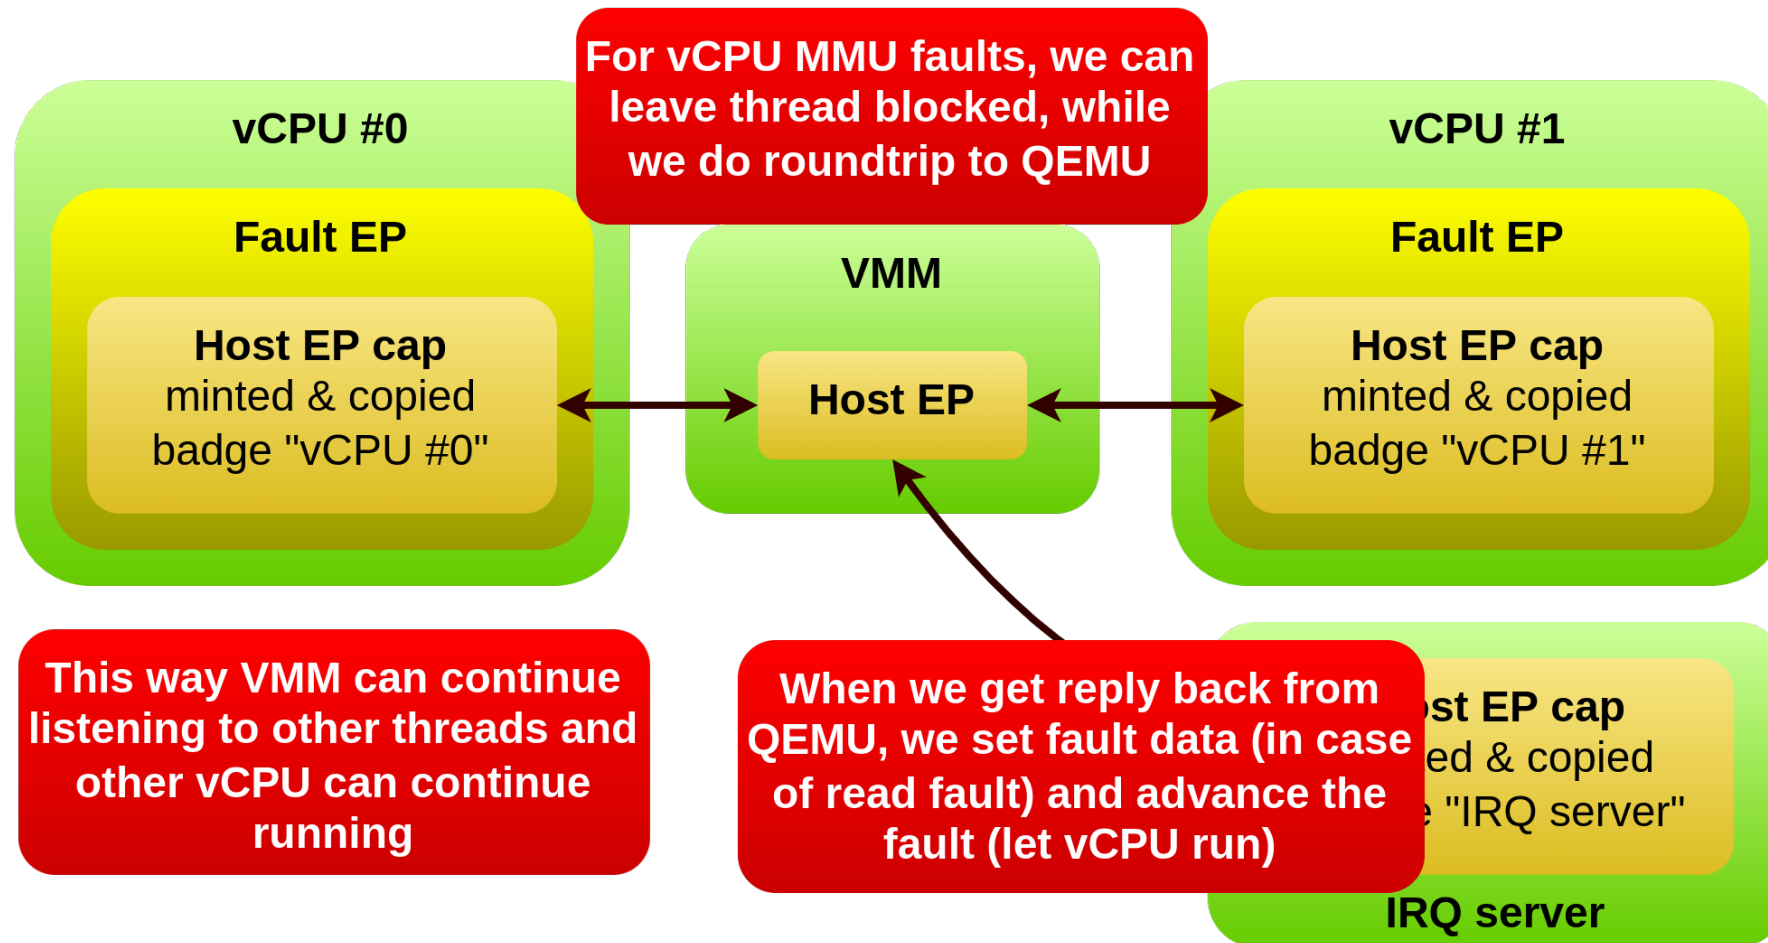 For vCPU MMU faults, we can
leave thread blocked, while
we do roundtrip to QEMU
vCPU #0
Fault EP
Host EP cap
minted & copied
badge "vCPU #0"
VMM
Host EP
vCPU #1
Fault EP
Host EP cap
minted & copied
badge "vCPU #1"
This way VMM can continue
listening to other threads and
other vCPU can continue
running
When we get reply back from
QEMU, we set fault data (in case
of read fault) and advance the
fault (let vCPU run)
EP cap
& copied
"IRQ server"
IRQ server